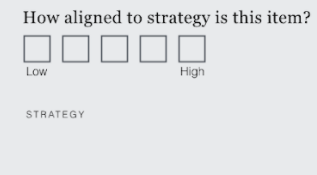 How aligned to strategy is this item?
Low High
STRATEGY